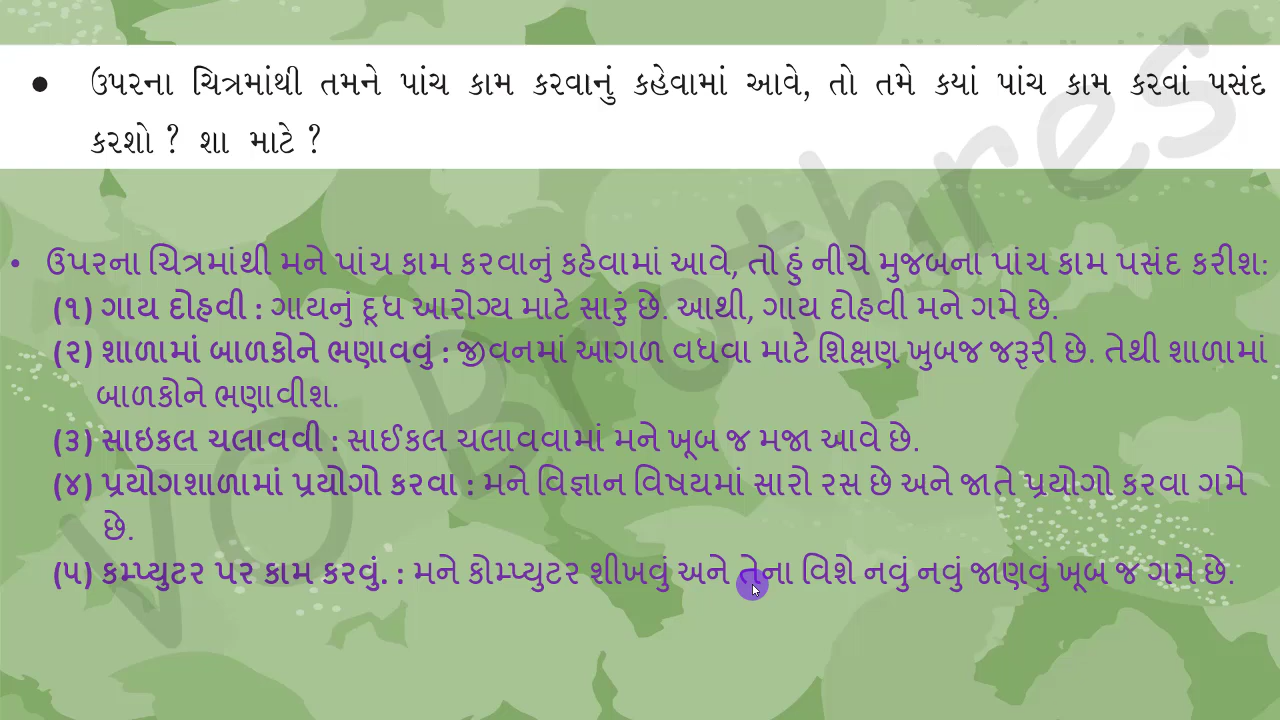 ● ઉપરના ચિત્રમાંથી તમને પાંચ કામ કરવાનું કહેવામાં આવે, તો તમે કયાં પાંચ કામ કરવાં પસંદ
કરશો ? શા માટે ?
• ઉપરના ચિત્રમાંથી મને પાંચ કામ કરવાનું કહેવામાં આવે, તો હું નીચે મુજબના પાંચ કામ પસંદ કરીશ:
(૧) ગાય દોહવી : ગાયનું દૂધ આરોગ્ય માટે સારું છે. આથી, ગાય દોહવી મને ગમે છે.
(૨) શાળામાં બાળકોને ભણાવવું : જીવનમાં આગળ વધવા માટે શિક્ષણ ખુબજ જરૂરી છે. તેથી શાળામાં
બાળકોને ભણાવીશ.
(૩) સાઇકલ ચલાવવી : સાઈકલ ચલાવવામાં મને ખૂબ જ મજા આવે છે.
(૪) પ્રયોગશાળામાં પ્રયોગો કરવા : મને વિજ્ઞાન વિષયમાં સારો રસ છે અને જાતે પ્રયોગો કરવા ગમે
છે.
(૫) કમ્પ્યુટર પર કામ કરવું. : મને કોમ્પ્યુટર શીખવું અને તેના વિશે નવું નવું જાણવું ખૂબ જ ગમે છે.
VO Brothres